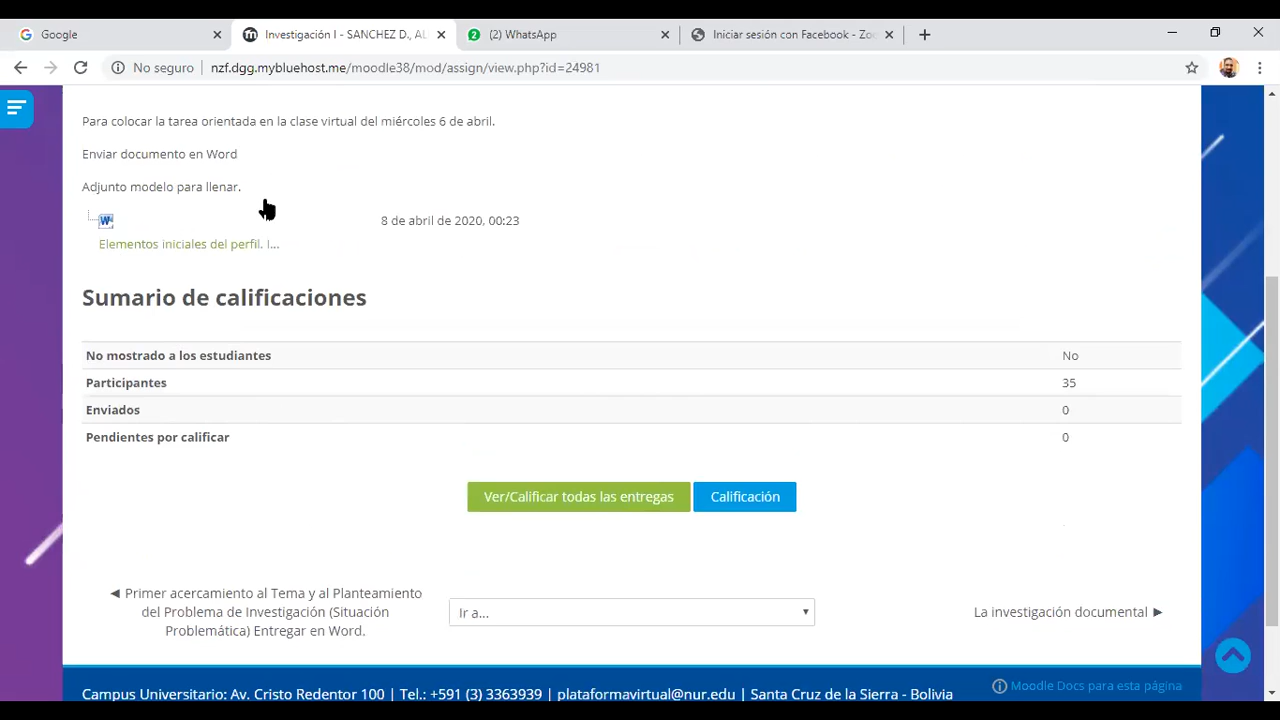 Google
Investigación I - SANCHEZ D., AL
(2) WhatsApp
Iniciar sesión con Facebook - Zoo
No seguro
nzf.dgg.mybluehost.me/moodle38/mod/assign/view.php?id=24981
Para colocar la tarea orientada en la clase virtual del miércoles 6 de abril.
Enviar documento en Word
Adjunto modelo para llenar.
8 de abril de 2020, 00:23
Elementos iniciales del perfil. I...
Sumario de calificaciones
No mostrado a los estudiantes No
Participantes 35
Enviados 0
Pendientes por calificar 0
Ver/Calificar todas las entregas Calificación
◀ Primer acercamiento al Tema y al Planteamiento
del Problema de Investigación (Situación
Problemática) Entregar en Word.
Ir a...
La investigación documental ▶
Campus Universitario: Av. Cristo Redentor 100 | Tel.: +591 (3) 3363939 | plataformavirtual@nur.edu | Santa Cruz de la Sierra - Bolivia
Moodle Docs para esta página